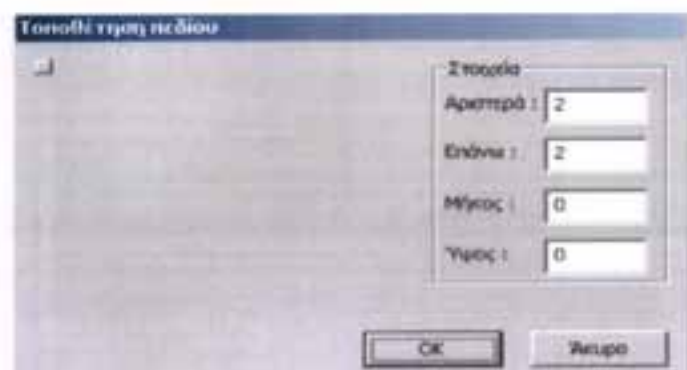 Τοποθέτηση πεδίου
Στοιχεία
Αριστερά : 2
Επάνω : 2
Μήκος : 0
Ύψος : 0
OK Άκυρο